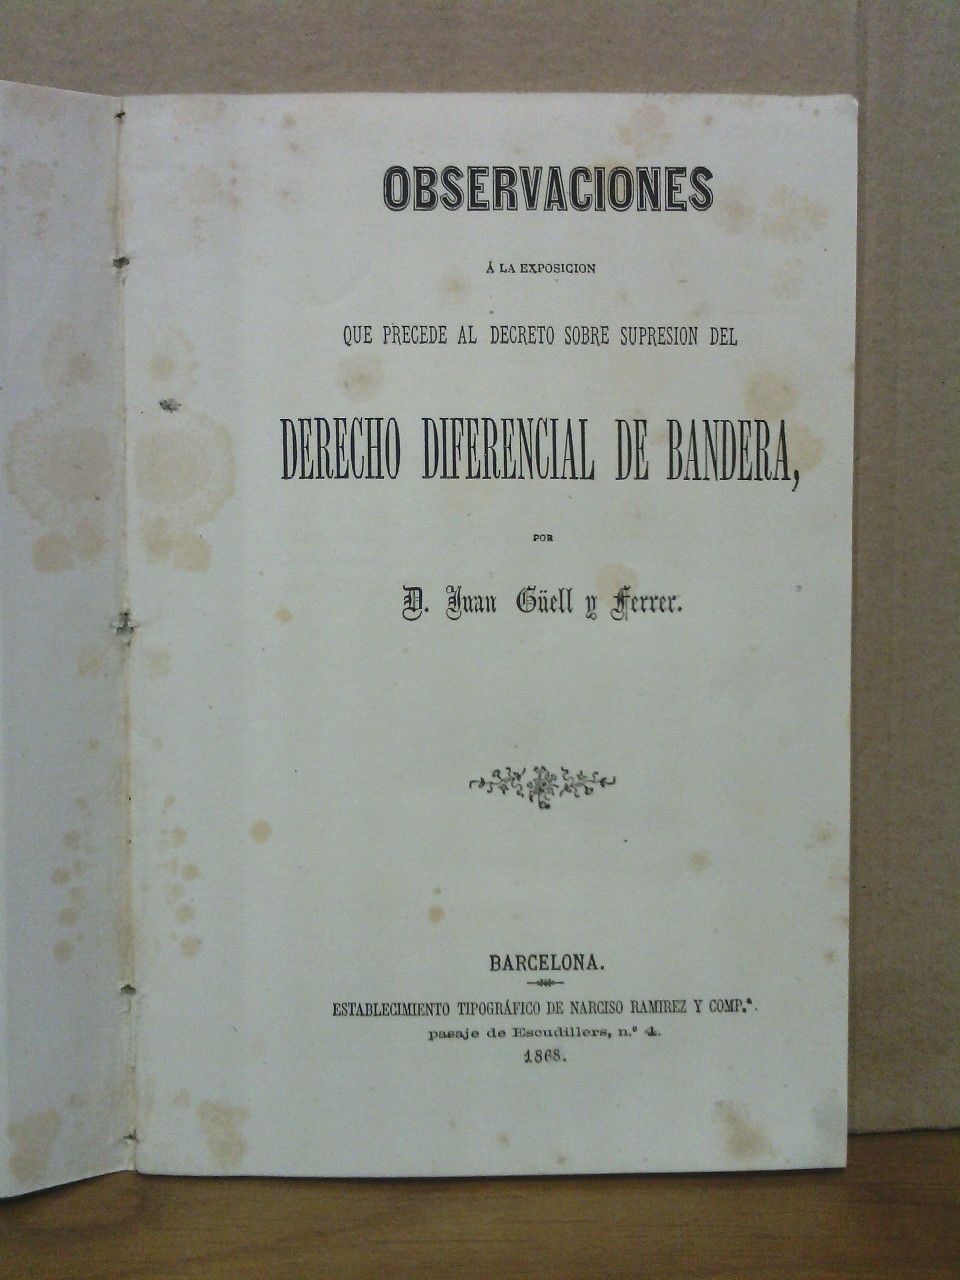 OBSERVACIONES
Á LA EXPOSICION
QUE PRECEDE AL DECRETO SOBRE SUPRESION DEL
DERECHO DIFERENCIAL DE BANDERA,
POR
D. Juan Güell y Ferrer.
BARCELONA.
ESTABLECIMIENTO TIPOGRÁFICO DE NARCISO RAMIREZ Y COMP.ª.
pasaje de Escudillers, n.º 4.
1868.